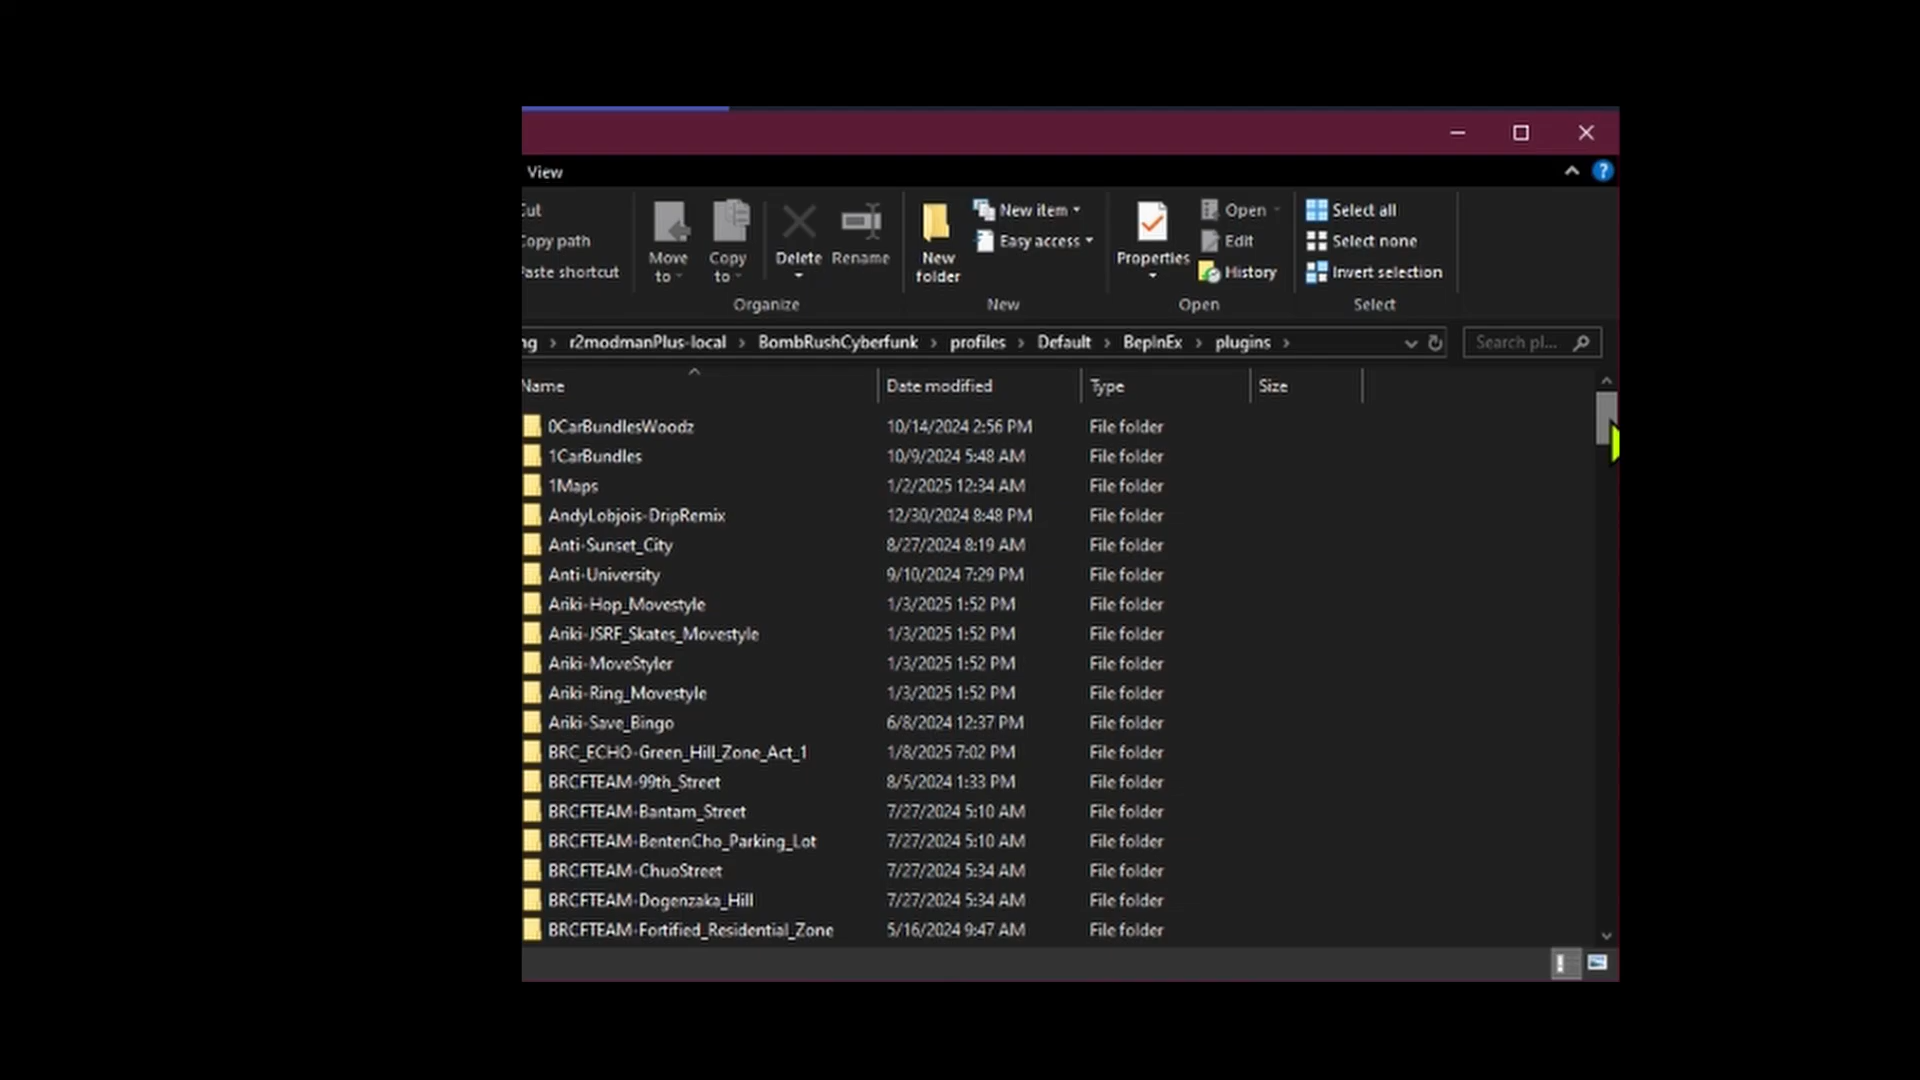 View
?
Cut
Copy path
Paste shortcut
Move to
Copy to
Delete
Rename
Organize
New folder
New item
Easy access
New
Properties
Open
Edit
History
Open
Select all
Select none
Invert selection
Select
ng > r2modmanPlus-local > BombRushCyberfunk > profiles > Default > BepInEx > plugins >
Search pl...
Name Date modified Type Size
0CarBundlesWoodz 10/14/2024 2:56 PM File folder
1CarBundles 10/9/2024 5:48 AM File folder
1Maps 1/2/2025 12:34 AM File folder
AndyLobjois-DripRemix 12/30/2024 8:48 PM File folder
Anti-Sunset_City 8/27/2024 8:19 AM File folder
Anti-University 9/10/2024 7:29 PM File folder
Ariki-Hop_Movestyle 1/3/2025 1:52 PM File folder
Ariki-JSRF_Skates_Movestyle 1/3/2025 1:52 PM File folder
Ariki-MoveStyler 1/3/2025 1:52 PM File folder
Ariki-Ring_Movestyle 1/3/2025 1:52 PM File folder
Ariki-Save_Bingo 6/8/2024 12:37 PM File folder
BRC_ECHO-Green_Hill_Zone_Act_1 1/8/2025 7:02 PM File folder
BRCFTEAM-99th_Street 8/5/2024 1:33 PM File folder
BRCFTEAM-Bantam_Street 7/27/2024 5:10 AM File folder
BRCFTEAM-BentenCho_Parking_Lot 7/27/2024 5:10 AM File folder
BRCFTEAM-ChuoStreet 7/27/2024 5:34 AM File folder
BRCFTEAM-Dogenzaka_Hill 7/27/2024 5:34 AM File folder
BRCFTEAM-Fortified_Residential_Zone 5/16/2024 9:47 AM File folder